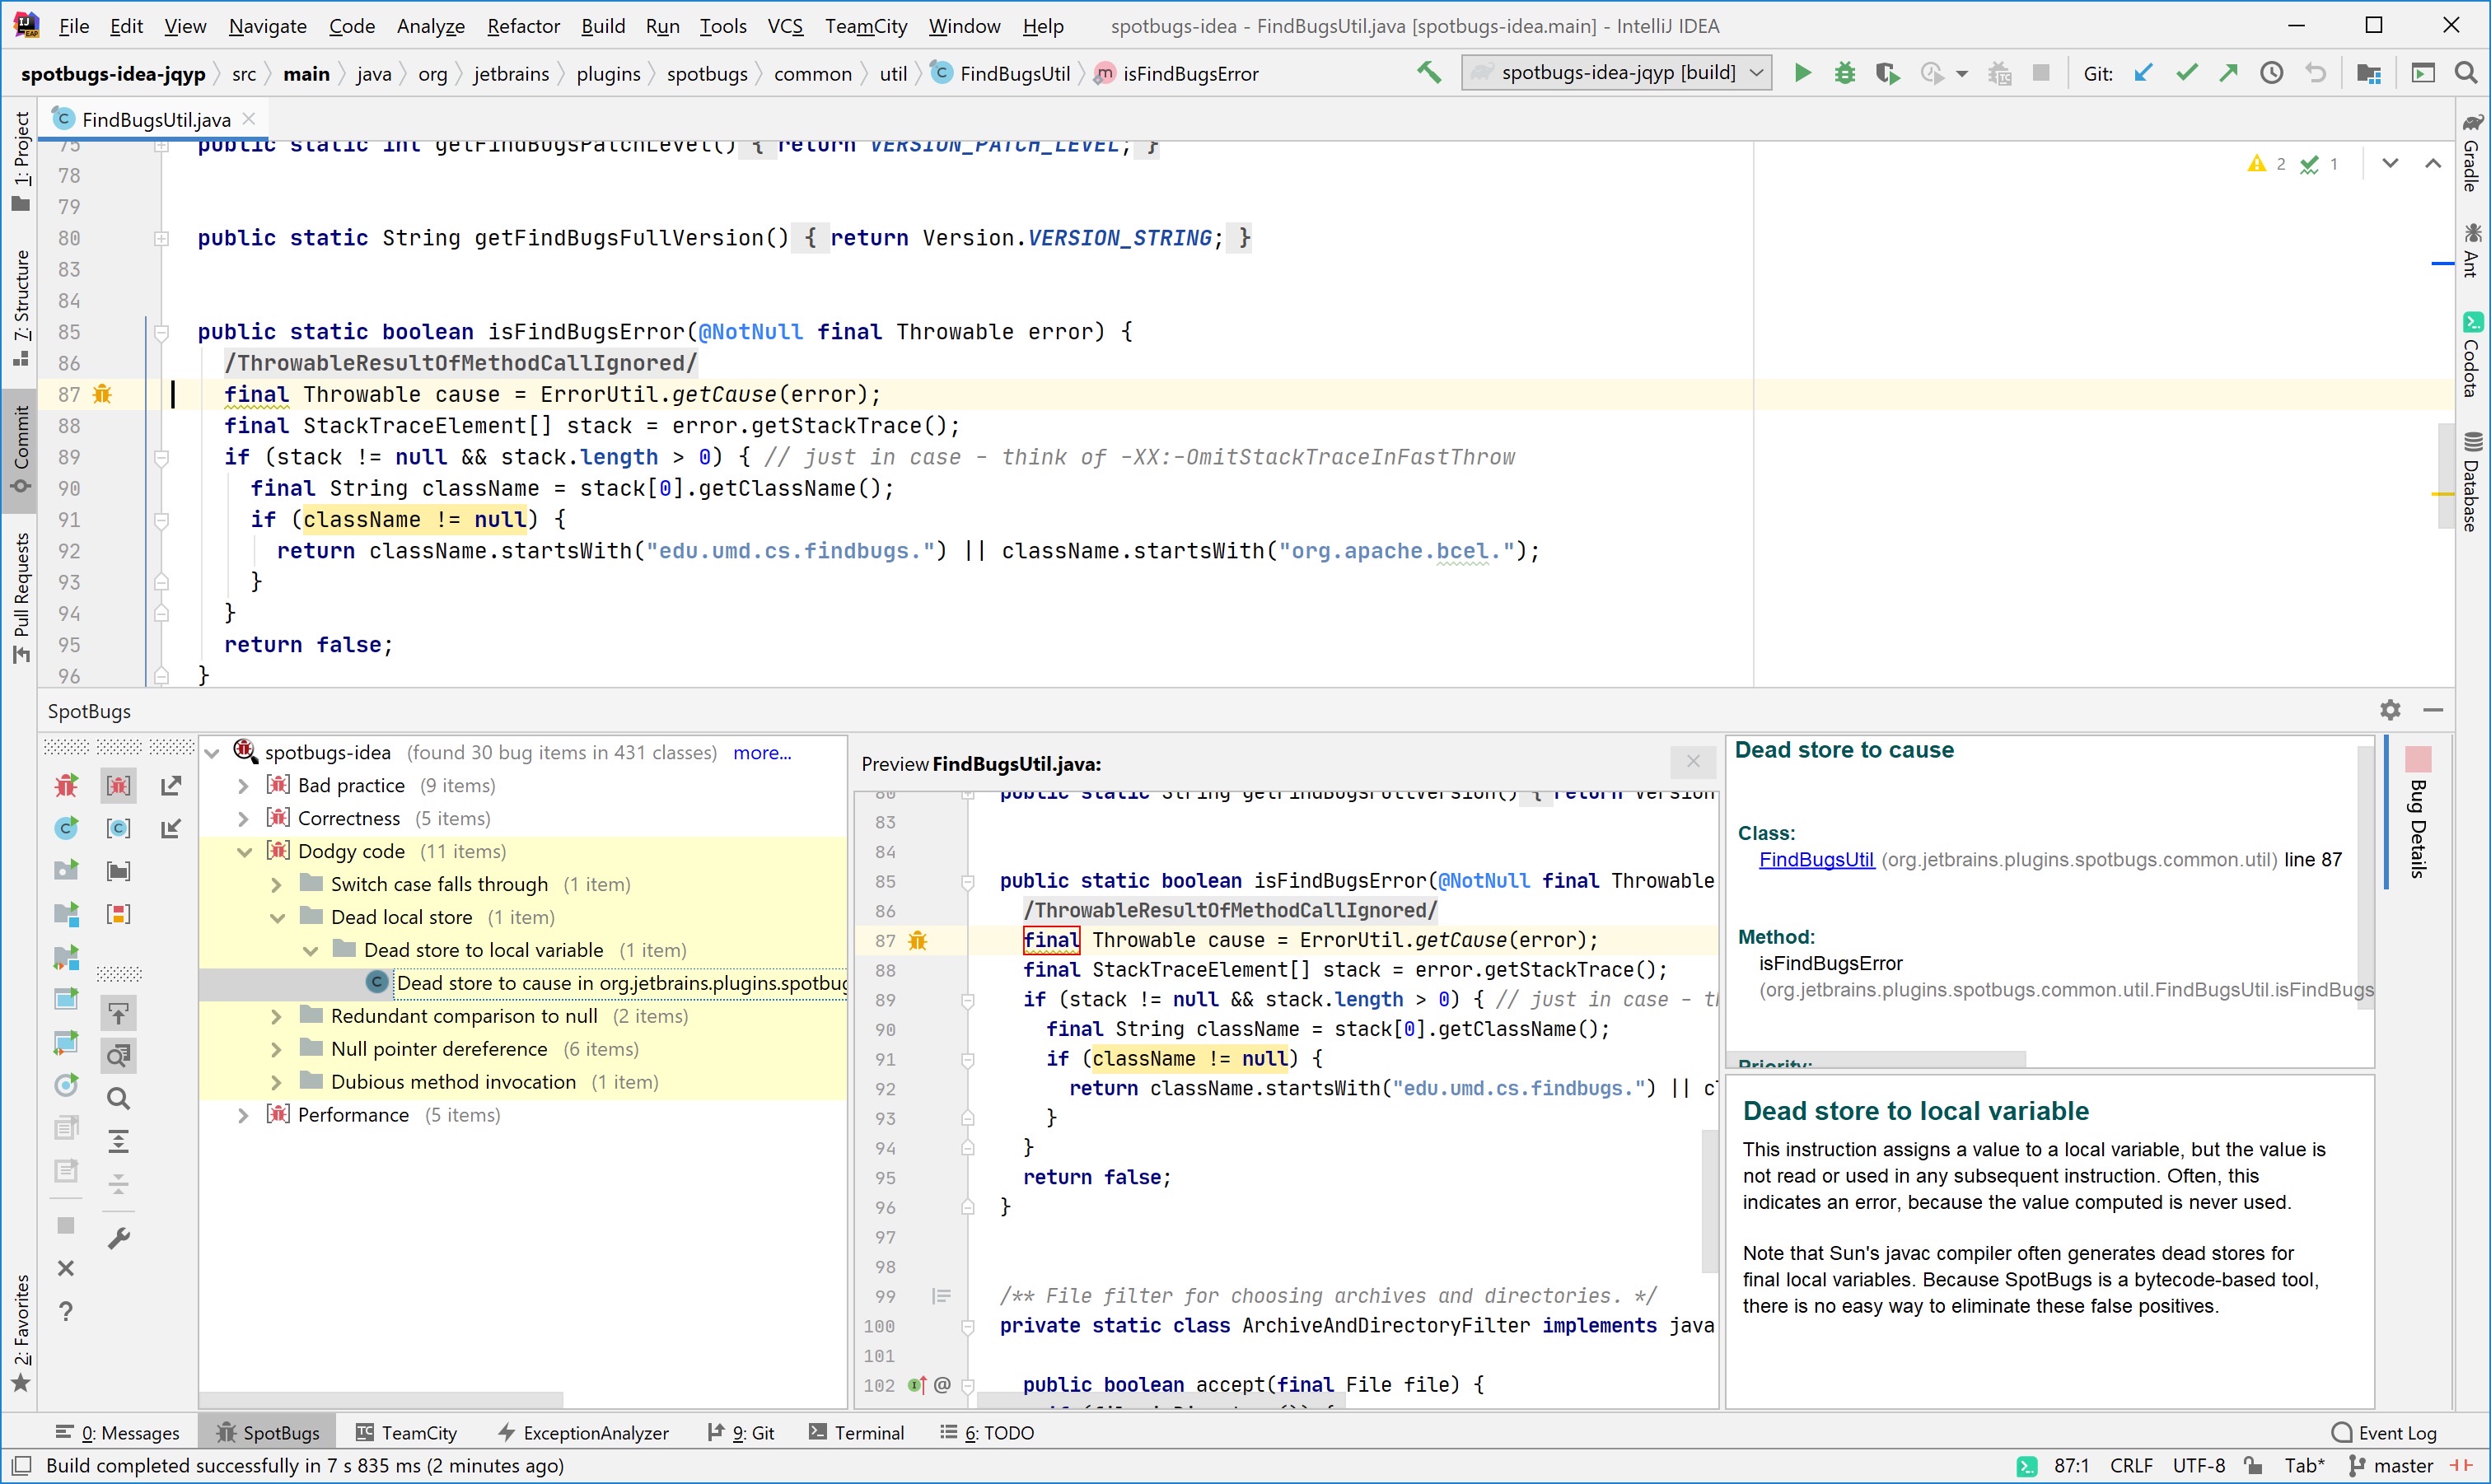 File Edit View Navigate Code Analyze Refactor Build Run Tools VCS TeamCity Window Help spotbugs-idea - FindBugsUtil.java [spotbugs-idea.main] - IntelliJ IDEA
spotbugs-idea-jqyp src main java org jetbrains plugins spotbugs common util FindBugsUtil isFindBugsError spotbugs-idea-jqyp [build] Git:
FindBugsUtil.java
1: Project
7: Structure
Commit
Pull Requests
2: Favorites
75 public static int getFindBugsPatchLevel() { return VERSION_PATCH_LEVEL; }
78
79
80 public static String getFindBugsFullVersion() { return Version.VERSION_STRING; }
83
84
85 public static boolean isFindBugsError(@NotNull final Throwable error) {
86 /ThrowableResultOfMethodCallIgnored/
87 final Throwable cause = ErrorUtil.getCause(error);
88 final StackTraceElement[] stack = error.getStackTrace();
89 if (stack != null && stack.length > 0) { // just in case - think of -XX:-OmitStackTraceInFastThrow
90 final String className = stack[0].getClassName();
91 if (className != null) {
92 return className.startsWith("edu.umd.cs.findbugs.") || className.startsWith("org.apache.bcel.");
93 }
94 }
95 return false;
96 }
2 1
Gradle
Ant
Codota
Database
SpotBugs
spotbugs-idea (found 30 bug items in 431 classes) more...
Bad practice (9 items)
Correctness (5 items)
Dodgy code (11 items)
Switch case falls through (1 item)
Dead local store (1 item)
Dead store to local variable (1 item)
Dead store to cause in org.jetbrains.plugins.spotbug
Redundant comparison to null (2 items)
Null pointer dereference (6 items)
Dubious method invocation (1 item)
Performance (5 items)
Preview FindBugsUtil.java:
80 public static String getFindBugsFullVersion() { return Version
83
84
85 public static boolean isFindBugsError(@NotNull final Throwable
86 /ThrowableResultOfMethodCallIgnored/
87 final Throwable cause = ErrorUtil.getCause(error);
88 final StackTraceElement[] stack = error.getStackTrace();
89 if (stack != null && stack.length > 0) { // just in case - th
90 final String className = stack[0].getClassName();
91 if (className != null) {
92 return className.startsWith("edu.umd.cs.findbugs.") || cl
93 }
94 }
95 return false;
96 }
97
98
99 /** File filter for choosing archives and directories. */
100 private static class ArchiveAndDirectoryFilter implements java
101
102 public boolean accept(final File file) {
Dead store to cause
Class:
FindBugsUtil (org.jetbrains.plugins.spotbugs.common.util) line 87
Method:
isFindBugsError
(org.jetbrains.plugins.spotbugs.common.util.FindBugsUtil.isFindBugs
Priority:
Bug Details
Dead store to local variable
This instruction assigns a value to a local variable, but the value is
not read or used in any subsequent instruction. Often, this
indicates an error, because the value computed is never used.
Note that Sun's javac compiler often generates dead stores for
final local variables. Because SpotBugs is a bytecode-based tool,
there is no easy way to eliminate these false positives.
0: Messages SpotBugs TeamCity ExceptionAnalyzer 9: Git Terminal 6: TODO Event Log
Build completed successfully in 7 s 835 ms (2 minutes ago) 87:1 CRLF UTF-8 Tab* master